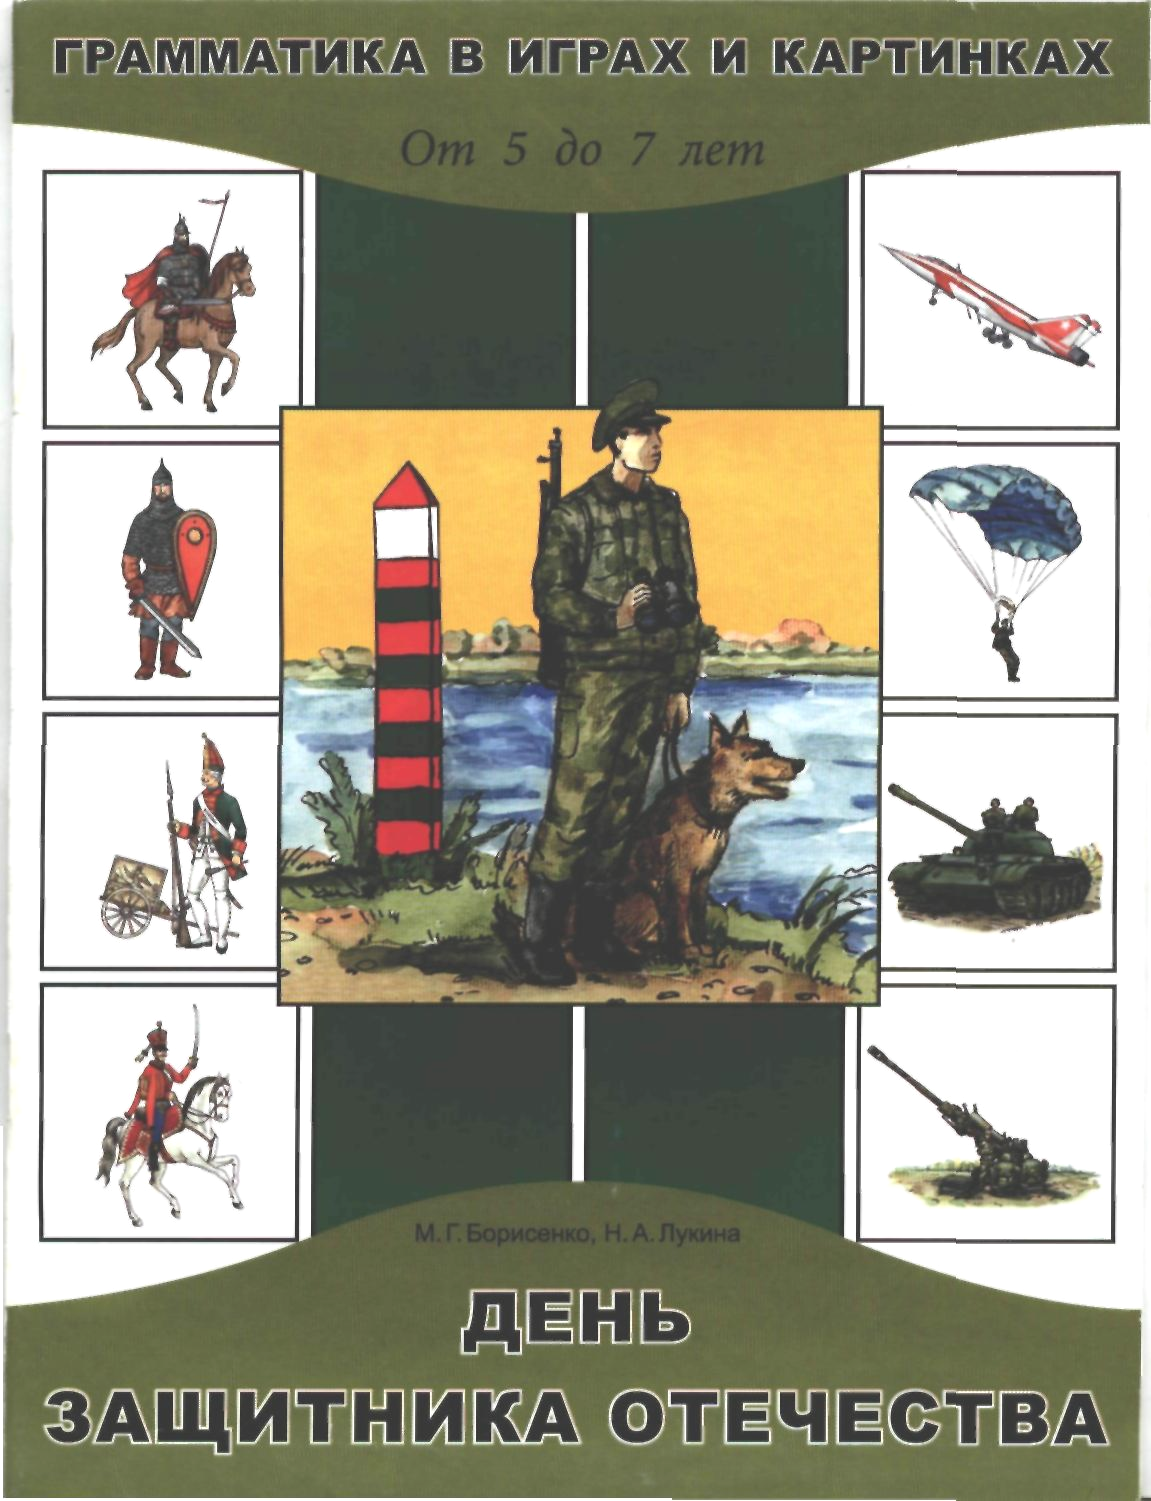 ГРАММАТИКА В ИГРАХ И КАРТИНКАХ
От 5 до 7 лет
М. Г. Борисенко, Н. А. Лукина
ДЕНЬ
ЗАЩИТНИКА ОТЕЧЕСТВА